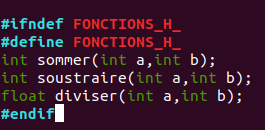 #ifndef FONCTIONS_H_
#define FONCTIONS_H_
int sommer(int a,int b);
int soustraire(int a,int b);
float diviser(int a,int b);
#endif